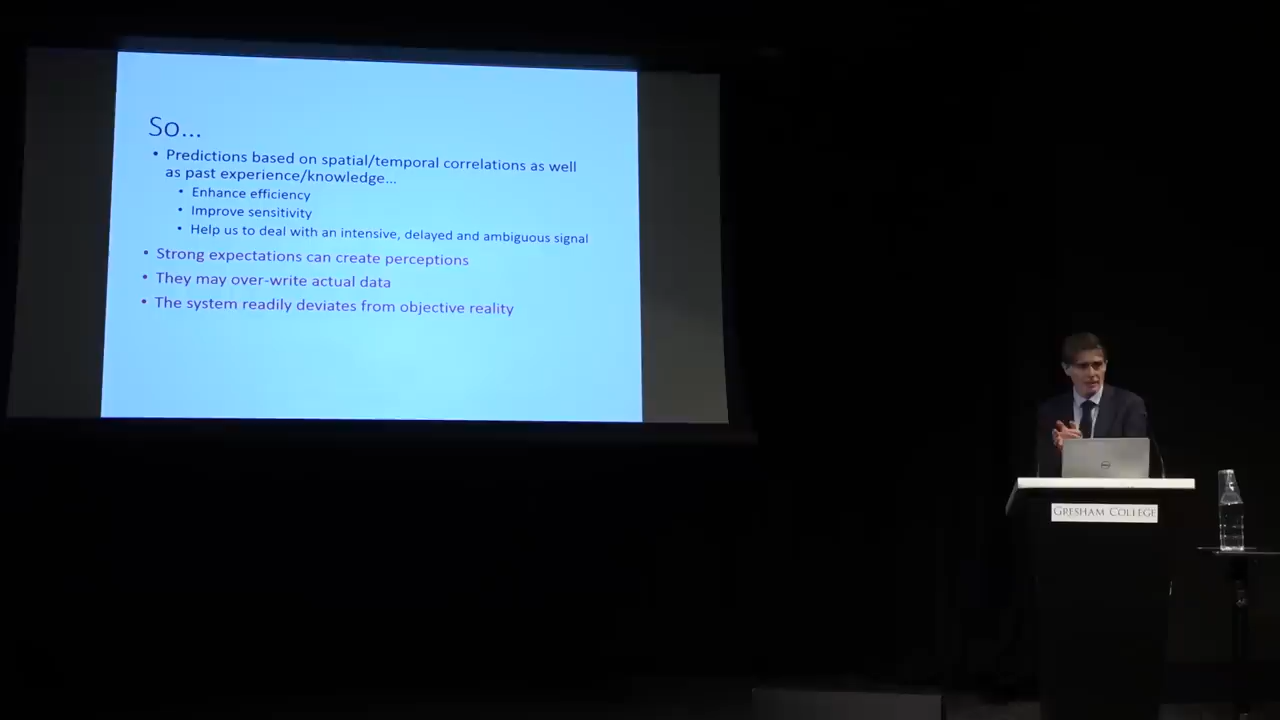 So...
• Predictions based on spatial/temporal correlations as well
as past experience/knowledge...
• Enhance efficiency
• Improve sensitivity
• Help us to deal with an intensive, delayed and ambiguous signal
• Strong expectations can create perceptions
• They may over-write actual data
• The system readily deviates from objective reality
GRESHAM COLLEGE